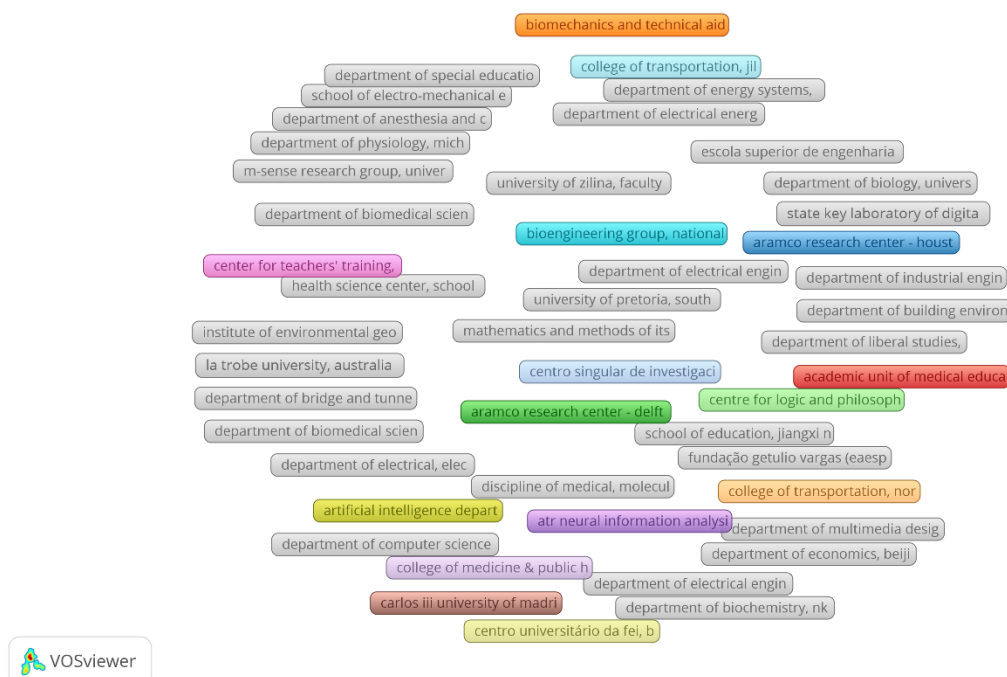 biomechanics and technical aid
college of transportation, jil
department of special educatio
department of energy systems,
school of electro-mechanical e
department of electrical energ
department of anesthesia and c
department of physiology, mich
escola superior de engenharia
m-sense research group, univer
university of zilina, faculty
department of biology, univers
department of biomedical scien
state key laboratory of digita
bioengineering group, national
aramco research center - houst
center for teachers' training,
department of electrical engin
department of industrial engin
health science center, school
university of pretoria, south
department of building environ
institute of environmental geo
mathematics and methods of its
department of liberal studies,
la trobe university, australia
centro singular de investigaci
academic unit of medical educa
department of bridge and tunne
centre for logic and philosoph
aramco research center - delft
department of biomedical scien
school of education, jiangxi n
fundação getulio vargas (eaesp
department of electrical, elec
discipline of medical, molecul
college of transportation, nor
artificial intelligence depart
atr neural information analysi
department of multimedia desig
department of computer science
department of economics, beiji
college of medicine & public h
department of electrical engin
carlos iii university of madri
department of biochemistry, nk
centro universitário da fei, b
VOSviewer